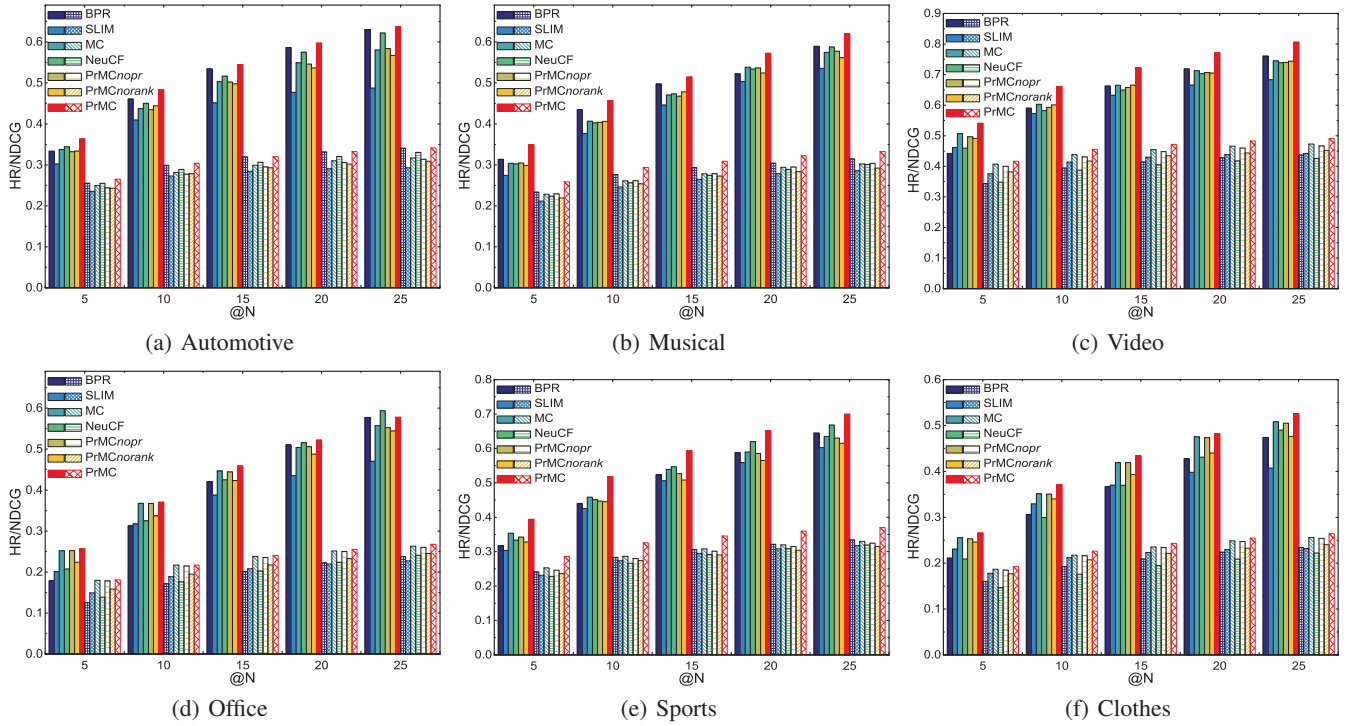 BPR
SLIM
MC
NeuCF
PrMCnopr
PrMCnorank
PrMC
HR/NDCG
0.6
0.5
0.4
0.3
0.2
0.1
0.0
5 10 15 20 25
@N
(a) Automotive
BPR
SLIM
MC
NeuCF
PrMCnopr
PrMCnorank
PrMC
HR/NDCG
0.6
0.5
0.4
0.3
0.2
0.1
0.0
5 10 15 20 25
@N
(b) Musical
BPR
SLIM
MC
NeuCF
PrMCnopr
PrMCnorank
PrMC
HR/NDCG
0.9
0.8
0.7
0.6
0.5
0.4
0.3
0.2
0.1
0.0
5 10 15 20 25
@N
(c) Video
BPR
SLIM
MC
NeuCF
PrMCnopr
PrMCnorank
PrMC
HR/NDCG
0.6
0.5
0.4
0.3
0.2
0.1
0.0
5 10 15 20 25
@N
(d) Office
BPR
SLIM
MC
NeuCF
PrMCnopr
PrMCnorank
PrMC
HR/NDCG
0.8
0.7
0.6
0.5
0.4
0.3
0.2
0.1
0.0
5 10 15 20 25
@N
(e) Sports
BPR
SLIM
MC
NeuCF
PrMCnopr
PrMCnorank
PrMC
HR/NDCG
0.6
0.5
0.4
0.3
0.2
0.1
0.0
5 10 15 20 25
@N
(f) Clothes